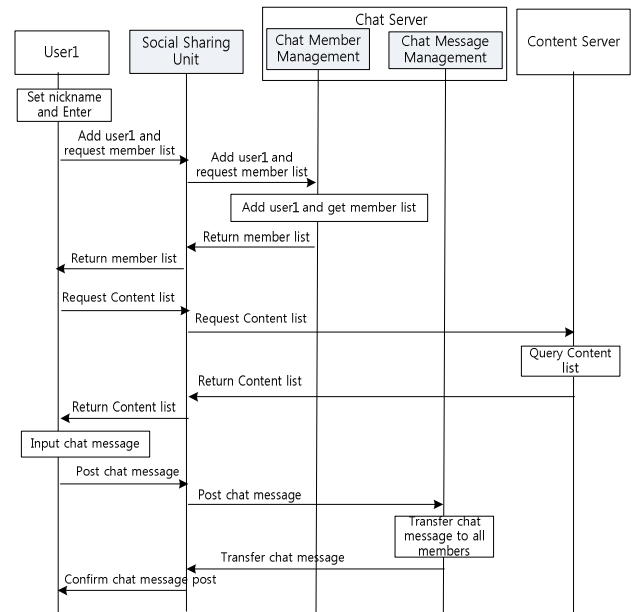 Chat Server
User1
Social Sharing
Unit
Chat Member
Management
Chat Message
Management
Content Server
Set nickname
and Enter
Add user1 and
request member list
Add user1 and
request member list
Add user1 and get member list
Return member list
Return member list
Request Content list
Request Content list
Query Content
list
Return Content list
Return Content list
Input chat message
Post chat message
Post chat message
Transfer chat
message to all
members
Transfer chat message
Confirm chat message post